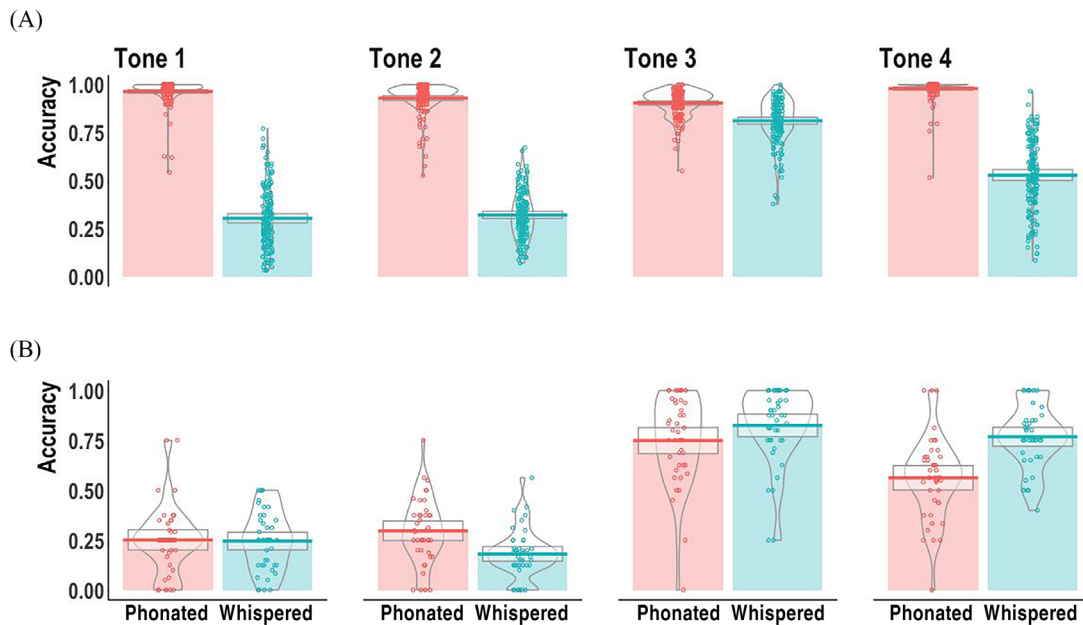 (A)
Tone 1 Tone 2 Tone 3 Tone 4
Accuracy
1.00
0.75
0.50
0.25
0.00
(B)
Accuracy
1.00
0.75
0.50
0.25
0.00
Phonated Whispered Phonated Whispered Phonated Whispered Phonated Whispered